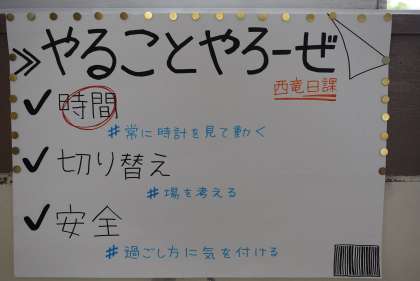 ≫やることやろーぜ
西竜日課
✓時間
#常に時計を見て動く
✓切り替え
#場を考える
✓安全
#過ごし方に気を付ける